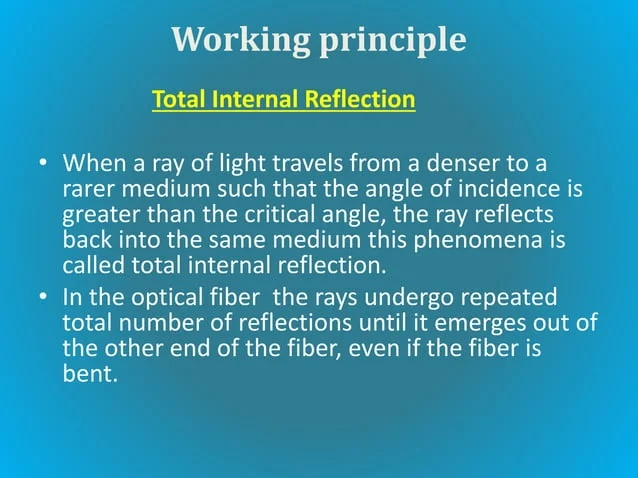 Working principle
Total Internal Reflection
• When a ray of light travels from a denser to a
rarer medium such that the angle of incidence is
greater than the critical angle, the ray reflects
back into the same medium this phenomena is
called total internal reflection.
• In the optical fiber  the rays undergo repeated
total number of reflections until it emerges out of
the other end of the fiber, even if the fiber is
bent.